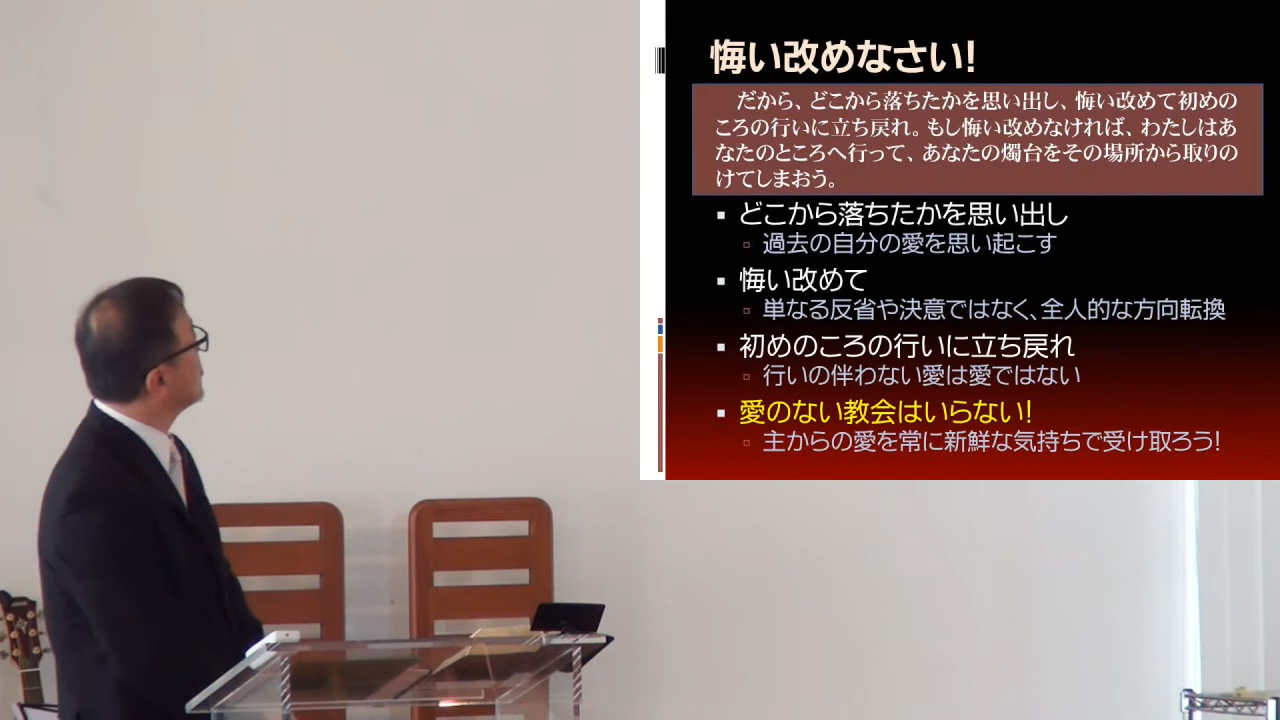 悔い改めなさい!
だから、どこから落ちたかを思い出し、悔い改めて初めの
ころの行いに立ち戻れ。もし悔い改めなければ、わたしはあ
なたのところへ行って、あなたの燭台をその場所から取りの
けてしまおう。
▪ どこから落ちたかを思い出し
▫ 過去の自分の愛を思い起こす
▪ 悔い改めて
▫ 単なる反省や決意ではなく、全人的な方向転換
▪ 初めのころの行いに立ち戻れ
▫ 行いの伴わない愛は愛ではない
▪ 愛のない教会はいらない!
▫ 主からの愛を常に新鮮な気持ちで受け取ろう!